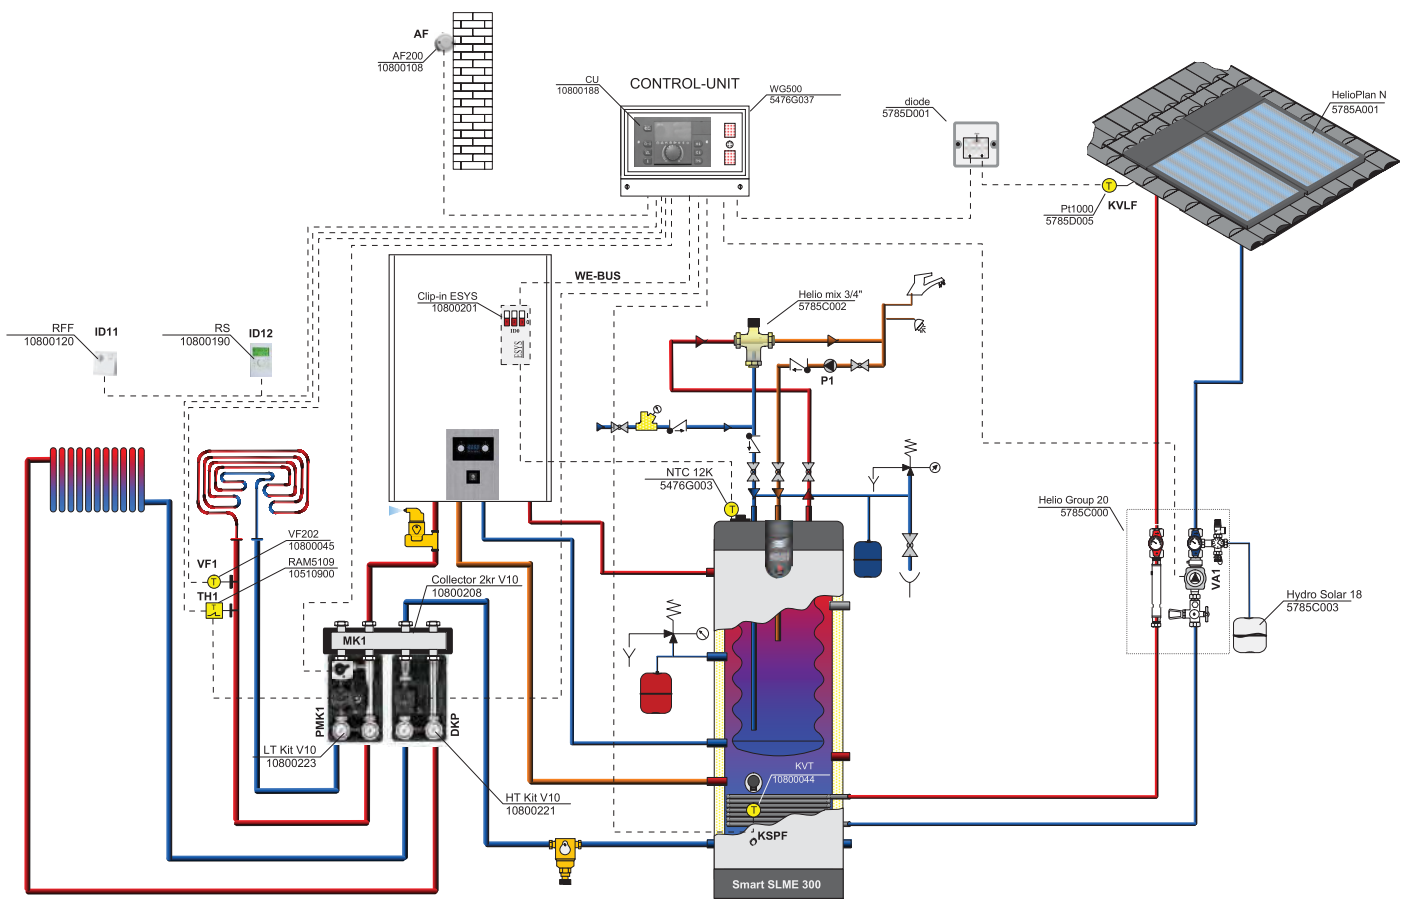 AF
AF200
10800108
CU
10800188
CONTROL-UNIT
WG500
5476G037
diode
5785D001
HelioPlan N
5785A001
T
KVLF
Pt1000
5785D005
WE-BUS
Clip-in ESYS
10800201
ID0
ESYS
Helio mix 3/4"
5785C002
RFF
10800120
ID11
RS
10800190
ID12
P1
NTC 12K
5476G003
T
Helio Group 20
5785C000
VA1
Hydro Solar 18
5785C003
VF202
10800045
VF1
T
RAM5109
10510900
TH1
T
Collector 2kr V10
10800208
MK1
PMK1
DKP
LT Kit V10
10800223
HT Kit V10
10800221
KVT
10800044
T
KSPF
Smart SLME 300